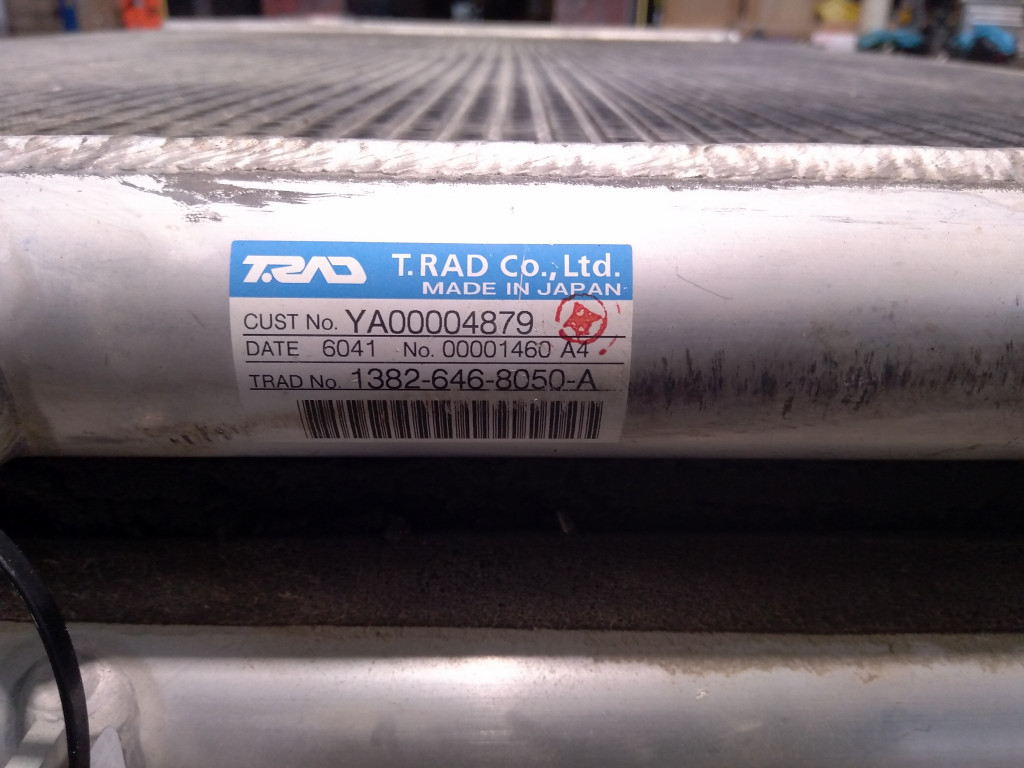 T.RAD T.RAD Co.,Ltd.
MADE IN JAPAN
CUST No. YA00004879
DATE 6041 No. 00001460 A4
TRAD No. 1382-646-8050-A